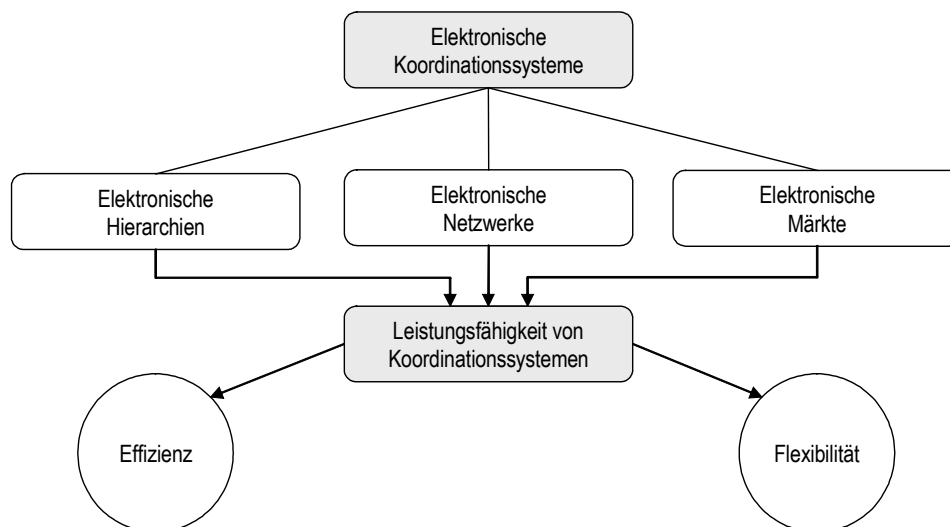 Elektronische
Koordinationssysteme
Elektronische
Hierarchien
Elektronische
Netzwerke
Elektronische
Märkte
Leistungsfähigkeit von
Koordinationssystemen
Effizienz
Flexibilität